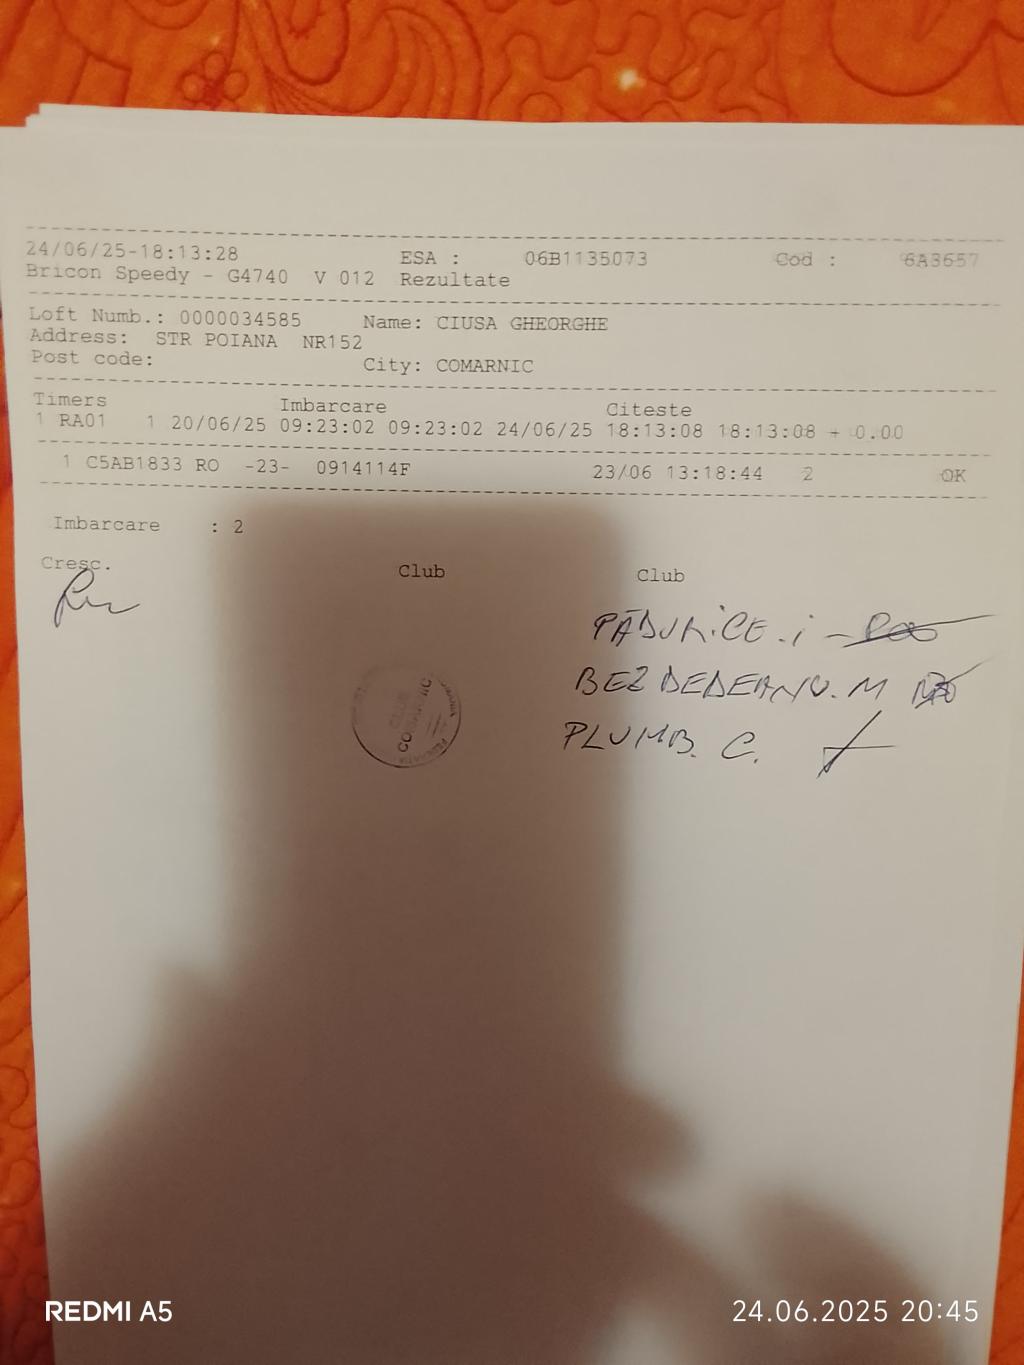 24/06/25-18:13:28 ESA : 06B1135073 Cod : 6A3657
Bricon Speedy - G4740 V 012 Rezultate
Loft Numb.: 0000034585 Name: CIUSA GHEORGHE
Address: STR POIANA NR152
Post code: City: COMARNIC
Timers Imbarcare Citeste
1 RA01 1 20/06/25 09:23:02 09:23:02 24/06/25 18:13:08 18:13:08 + 0.00
1 C5AB1833 RO -23- 0914114F 23/06 13:18:44 2 OK
Imbarcare : 2
Cresc. Club Club
PĂDURICE. i -
BEZDEDEANU. M
PLUMB. C.
CLUB
COMARNIC
REDMI A5 24.06.2025 20:45